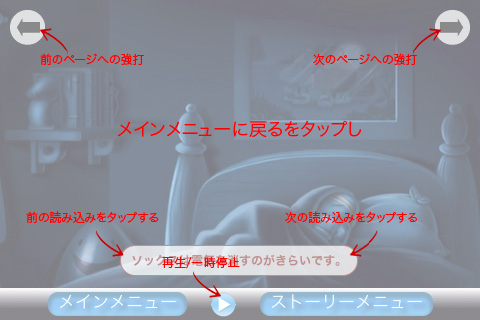 前のページへの強打
次のページへの強打
メインメニューに戻るをタップし
前の読み込みをタップする
次の読み込みをタップする
ソック
すのがきらいです。
再生/一時停止
メインメニュー
ストーリーメニュー